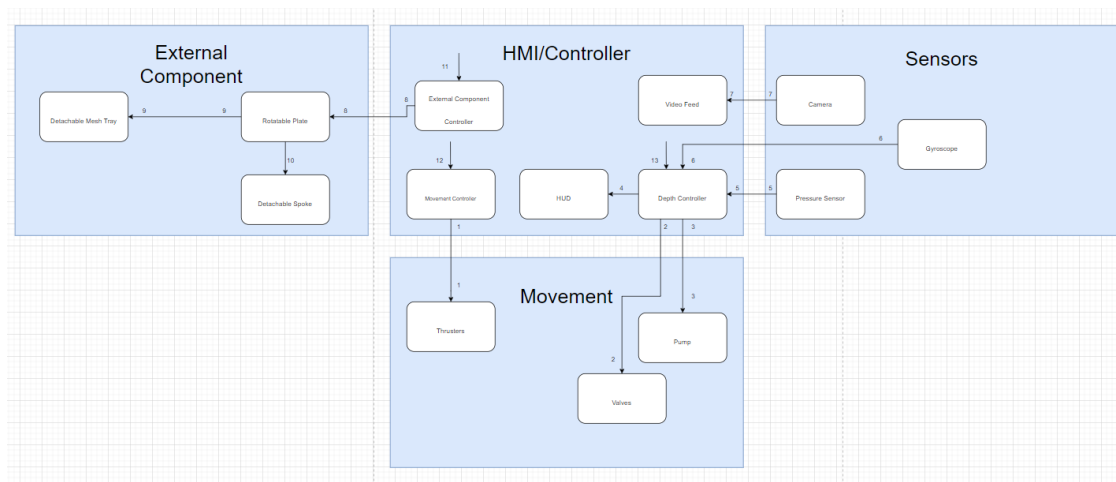 External
Component
HMI/Controller
Sensors
11
External Component
Controller
8
8
9
9
Detachable Mesh Tray
Rotatable Plate
10
Detachable Spoke
Video Feed
7
7
Camera
6
6
Gyroscope
12
13
Movement Controller
HUD
4
Depth Controller
5
5
Pressure Sensor
1
2
3
Movement
1
3
Thrusters
Pump
2
Valves